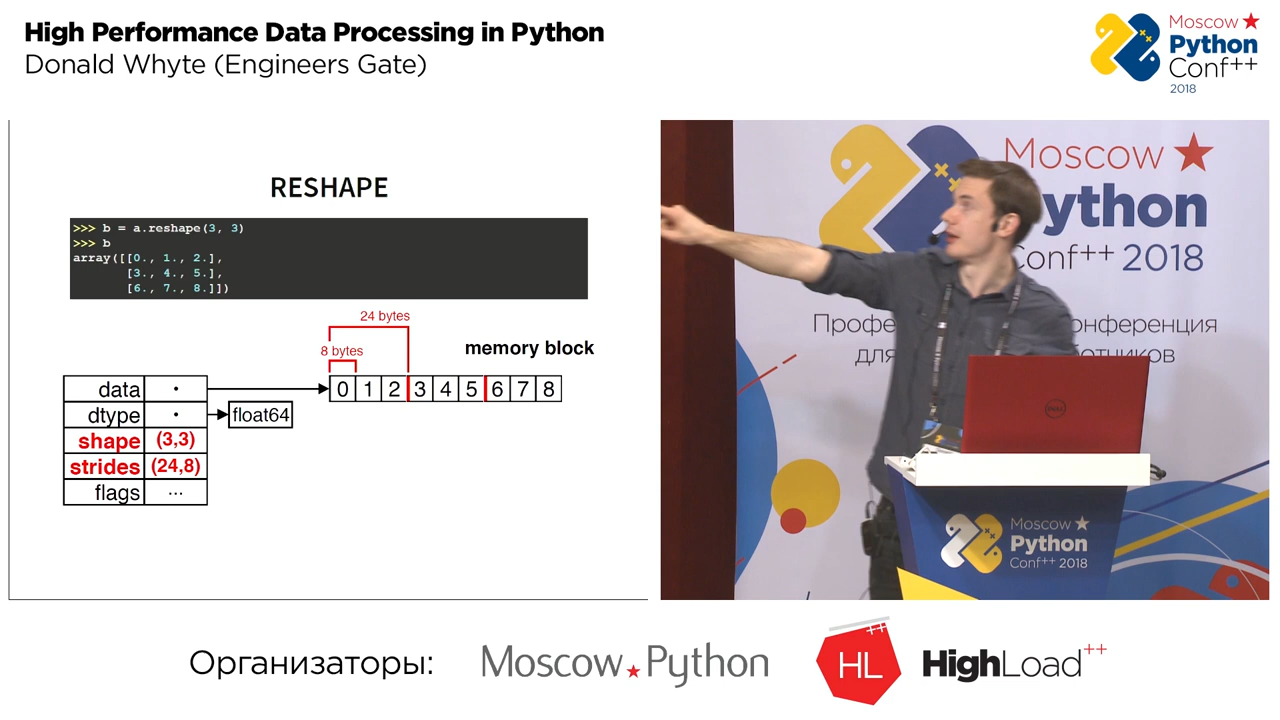 High Performance Data Processing in Python
Donald Whyte (Engineers Gate)
Moscow
Python
Conf++
2018
RESHAPE
>>> b = a.reshape(3, 3)
>>> b
array([[0., 1., 2.],
[3., 4., 5.],
[6., 7., 8.]])
24 bytes
8 bytes
memory block
data ·
0 1 2 3 4 5 6 7 8
dtype ·
float64
shape (3,3)
strides (24,8)
flags ...
Moscow
ython
Conf++ 2018
Профе онференция
для отчиков
DELL
Moscow
Python
Conf++ 2018
Организаторы:
Moscow Python
HL++
HighLoad++